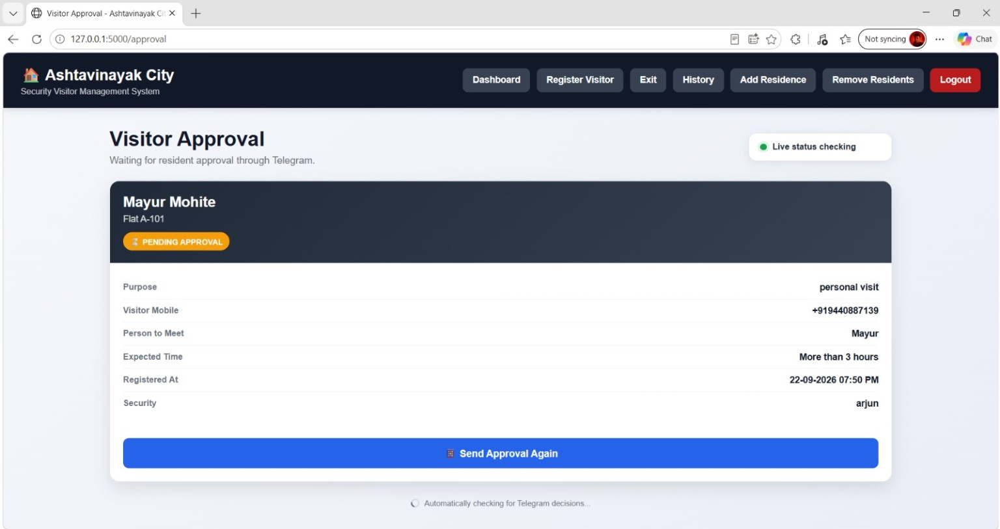 Visitor Approval - Ashtavinayak Ci
127.0.0.1:5000/approval
Not syncing
Chat
Ashtavinayak City
Security Visitor Management System
Dashboard
Register Visitor
Exit
History
Add Residence
Remove Residents
Logout
Visitor Approval
Waiting for resident approval through Telegram.
Live status checking
Mayur Mohite
Flat A-101
PENDING APPROVAL
Purpose personal visit
Visitor Mobile +919440887139
Person to Meet Mayur
Expected Time More than 3 hours
Registered At 22-09-2026 07:50 PM
Security arjun
Send Approval Again
Automatically checking for Telegram decisions...